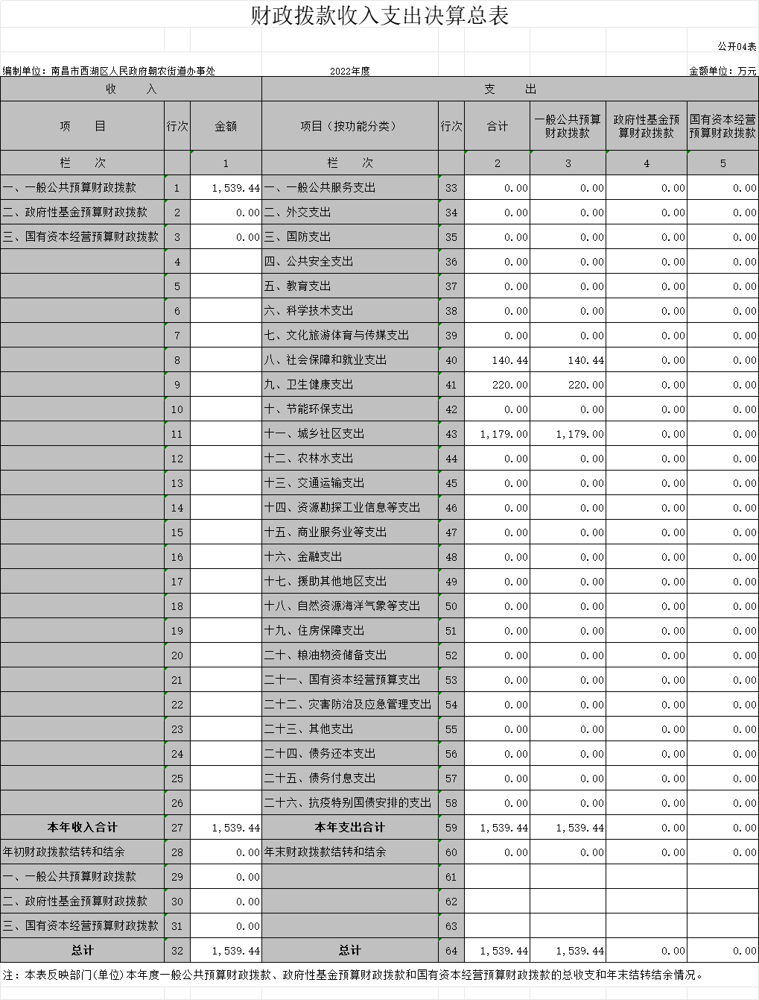 财政拨款收入支出决算总表
公开04表
编制单位：南昌市西湖区人民政府朝农街道办事处 2022年度 金额单位：万元
收 入 支 出
项 目 行次 金额 项目（按功能分类） 行次 合计 一般公共预算财政拨款 政府性基金预算财政拨款 国有资本经营预算财政拨款
栏 次 1 栏 次 2 3 4 5
一、一般公共预算财政拨款 1 1,539.44 一、一般公共服务支出 33 0.00 0.00 0.00 0.00
二、政府性基金预算财政拨款 2 0.00 二、外交支出 34 0.00 0.00 0.00 0.00
三、国有资本经营预算财政拨款 3 0.00 三、国防支出 35 0.00 0.00 0.00 0.00
4 四、公共安全支出 36 0.00 0.00 0.00 0.00
5 五、教育支出 37 0.00 0.00 0.00 0.00
6 六、科学技术支出 38 0.00 0.00 0.00 0.00
7 七、文化旅游体育与传媒支出 39 0.00 0.00 0.00 0.00
8 八、社会保障和就业支出 40 140.44 140.44 0.00 0.00
9 九、卫生健康支出 41 220.00 220.00 0.00 0.00
10 十、节能环保支出 42 0.00 0.00 0.00 0.00
11 十一、城乡社区支出 43 1,179.00 1,179.00 0.00 0.00
12 十二、农林水支出 44 0.00 0.00 0.00 0.00
13 十三、交通运输支出 45 0.00 0.00 0.00 0.00
14 十四、资源勘探工业信息等支出 46 0.00 0.00 0.00 0.00
15 十五、商业服务业等支出 47 0.00 0.00 0.00 0.00
16 十六、金融支出 48 0.00 0.00 0.00 0.00
17 十七、援助其他地区支出 49 0.00 0.00 0.00 0.00
18 十八、自然资源海洋气象等支出 50 0.00 0.00 0.00 0.00
19 十九、住房保障支出 51 0.00 0.00 0.00 0.00
20 二十、粮油物资储备支出 52 0.00 0.00 0.00 0.00
21 二十一、国有资本经营预算支出 53 0.00 0.00 0.00 0.00
22 二十二、灾害防治及应急管理支出 54 0.00 0.00 0.00 0.00
23 二十三、其他支出 55 0.00 0.00 0.00 0.00
24 二十四、债务还本支出 56 0.00 0.00 0.00 0.00
25 二十五、债务付息支出 57 0.00 0.00 0.00 0.00
26 二十六、抗疫特别国债安排的支出 58 0.00 0.00 0.00 0.00
本年收入合计 27 1,539.44 本年支出合计 59 1,539.44 1,539.44 0.00 0.00
年初财政拨款结转和结余 28 0.00 年末财政拨款结转和结余 60 0.00 0.00 0.00 0.00
一、一般公共预算财政拨款 29 0.00 61
二、政府性基金预算财政拨款 30 0.00 62
三、国有资本经营预算财政拨款 31 0.00 63
总计 32 1,539.44 总计 64 1,539.44 1,539.44 0.00 0.00
注：本表反映部门(单位)本年度一般公共预算财政拨款、政府性基金预算财政拨款和国有资本经营预算财政拨款的总收支和年末结转结余情况。